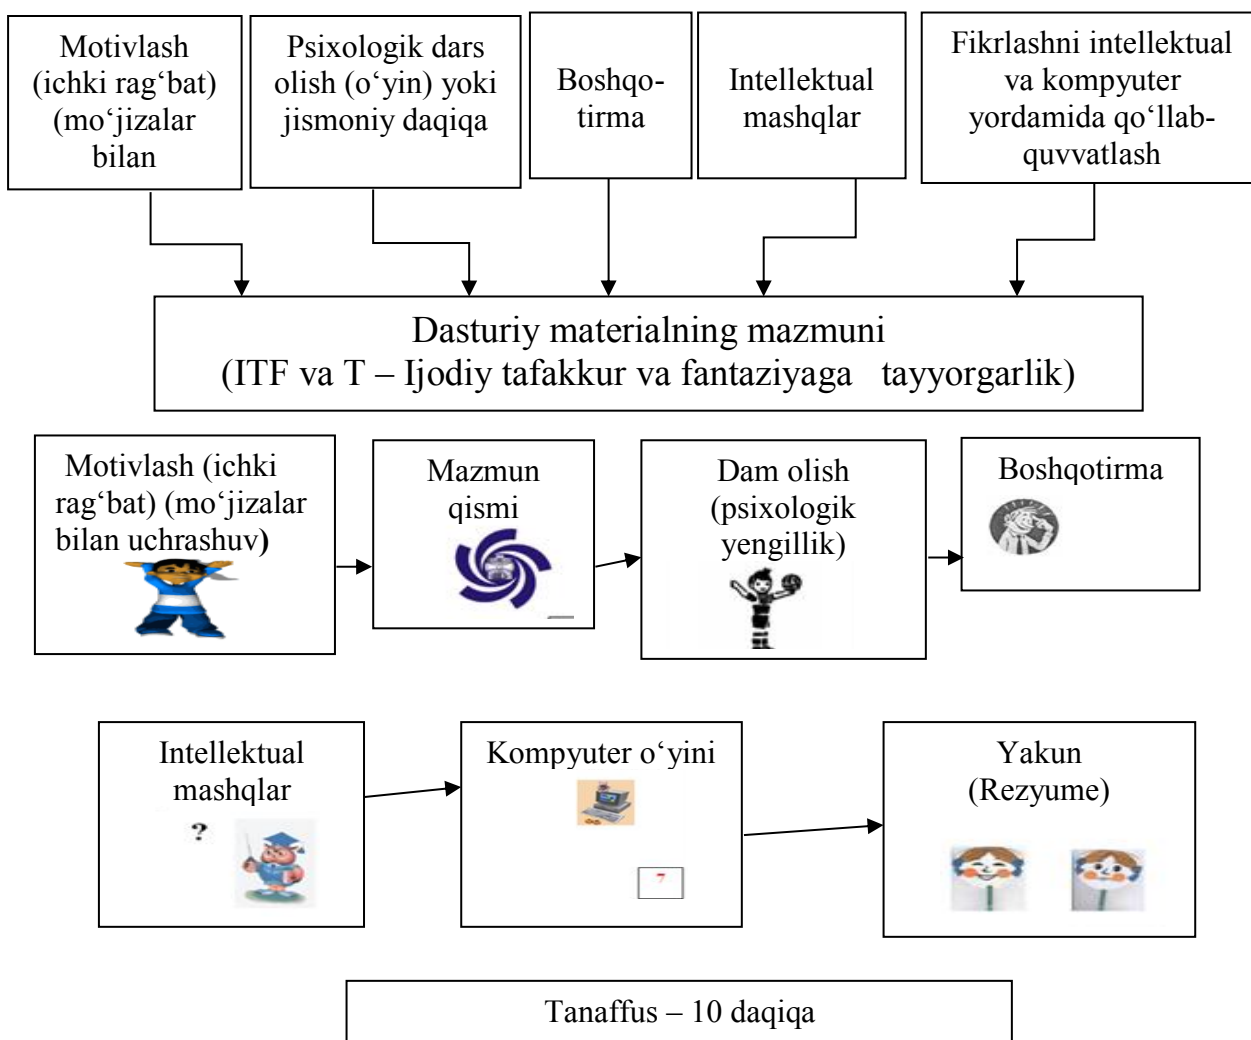 Motivlash
(ichki rag‘bat)
(mo‘jizalar
bilan
Psixologik dars
olish (o‘yin) yoki
jismoniy daqiqa
Boshqo-
tirma
Intellektual
mashqlar
Fikrlashni intellektual
va kompyuter
yordamida qo‘llab-
quvvatlash
Dasturiy materialning mazmuni
(ITF va T – Ijodiy tafakkur va fantaziyaga tayyorgarlik)
Motivlash (ichki
rag‘bat) (mo‘jizalar
bilan uchrashuv)
Mazmun
qismi
Dam olish
(psixologik
yengillik)
Boshqotirma
Intellektual
mashqlar
?
Kompyuter o‘yini
7
Yakun
(Rezyume)
Tanaffus – 10 daqiqa